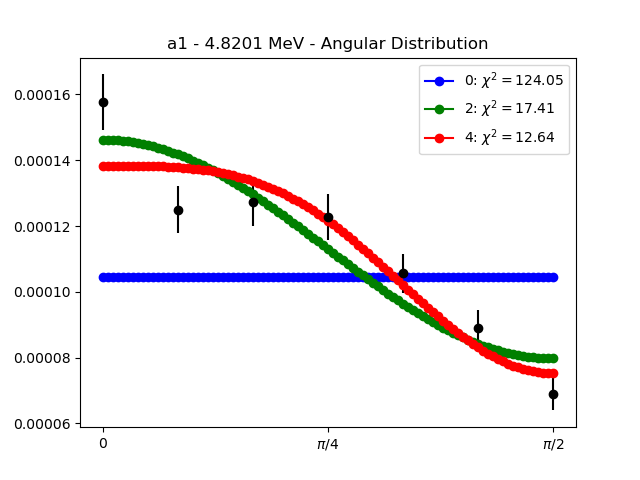 a1 - 4.8201 MeV - Angular Distribution
0: χ² = 124.05
2: χ² = 17.41
4: χ² = 12.64
0.00016
0.00014
0.00012
0.00010
0.00008
0.00006
0 π/4 π/2